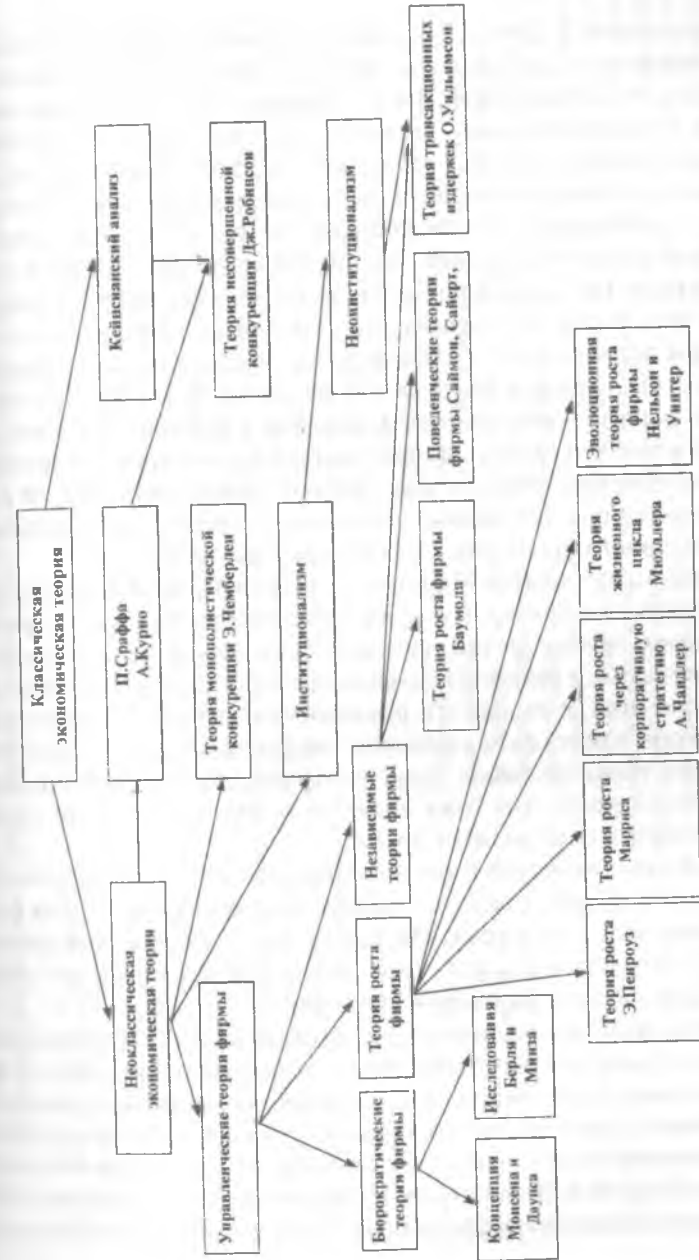 Классическая
экономическая теория
Неоклассическая
экономическая теория
П.Сраффа
А.Курно
Кейнсианский анализ
Управленческие теории фирмы
Теория монополистической
конкуренции Э.Чемберлен
Теория несовершенной
конкуренции Дж.Робинсон
Институционализм
Неоинституционализм
Бюрократические
теории фирмы
Теории роста
фирмы
Независимые
теории фирмы
Теория роста фирмы
Баумоля
Поведенческие теории
фирмы Саймон, Сайерт,
Теория трансакционных
издержек О.Уильямсон
Концепции
Монсена и
Даунса
Исследования
Берли и
Минза
Теория роста
Э.Пенроуз
Теория роста
Марриса
Теория роста
через
корпоративную
стратегию
А.Чандлер
Теория
жизненного
цикла
Мюллера
Эволюционная
теория роста
фирмы
Нельсон и
Уинтер